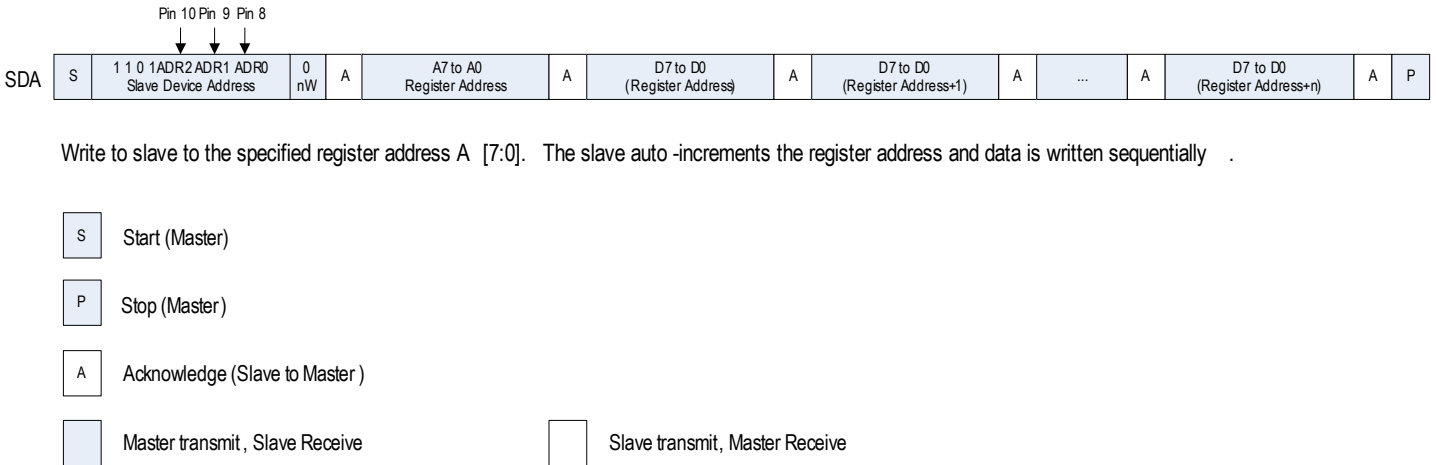 Pin 10 Pin 9 Pin 8
SDA S 1 1 0 1ADR2 ADR1 ADR0 0 A A7 to A0 A D7 to D0 A D7 to D0 A ... A D7 to D0 A P
Slave Device Address nW Register Address (Register Address) (Register Address+1) (Register Address+n)
Write to slave to the specified register address A [7:0]. The slave auto -increments the register address and data is written sequentially .
S Start (Master)
P Stop (Master)
A Acknowledge (Slave to Master )
Master transmit , Slave Receive Slave transmit, Master Receive